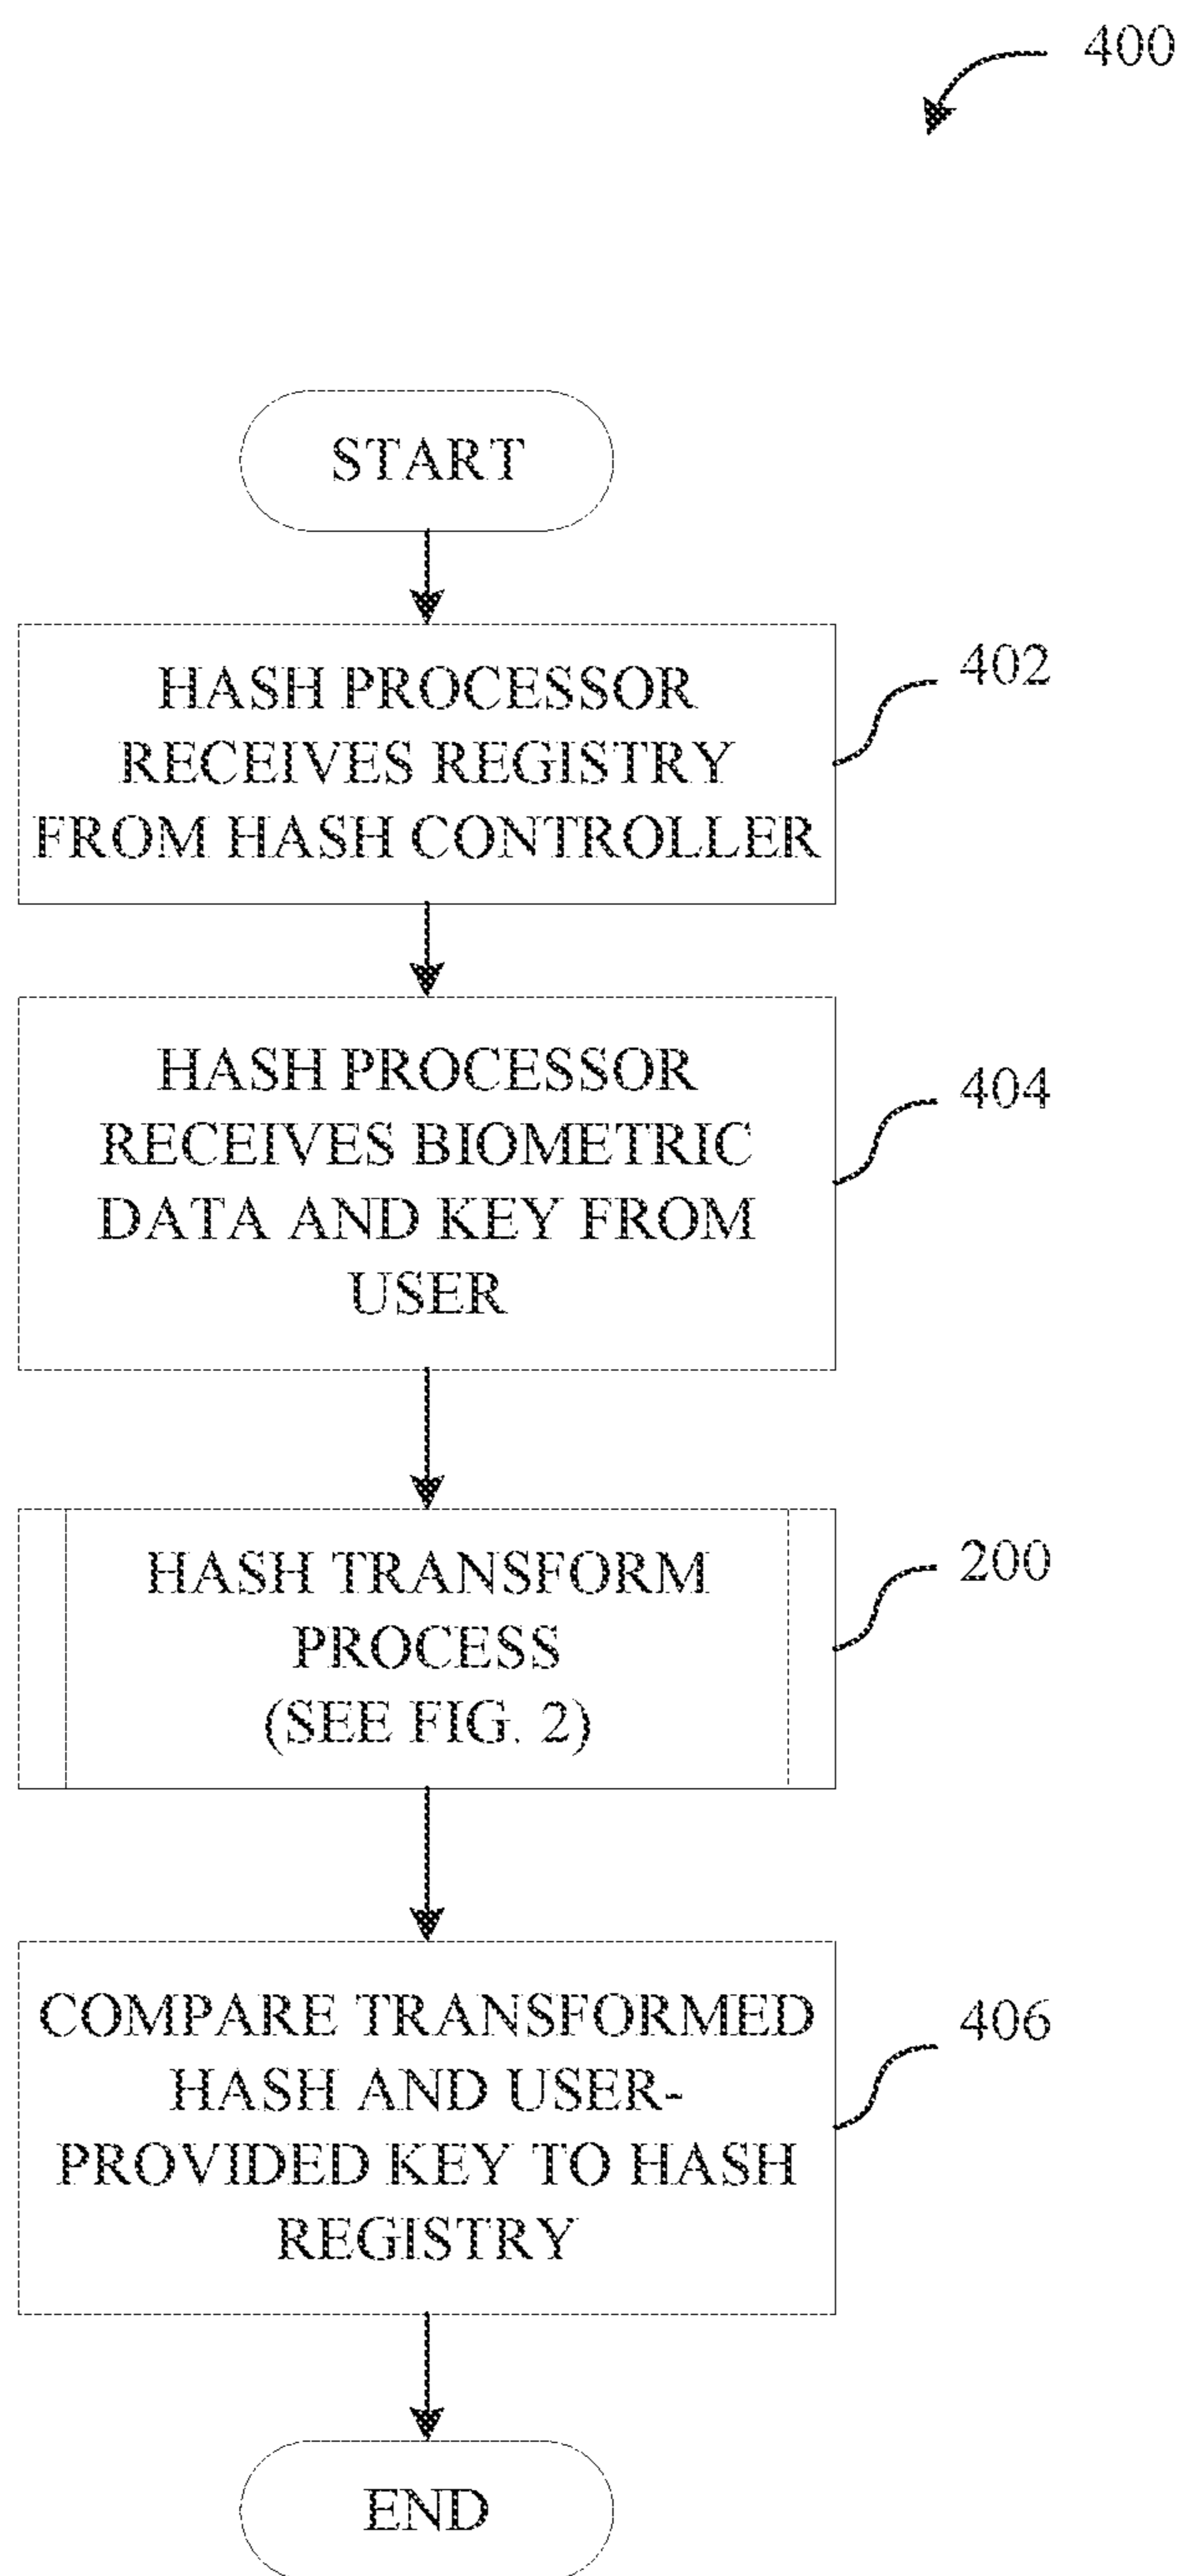 400
START
HASH PROCESSOR
RECEIVES REGISTRY
FROM HASH CONTROLLER
402
HASH PROCESSOR
RECEIVES BIOMETRIC
DATA AND KEY FROM
USER
404
HASH TRANSFORM
PROCESS
(SEE FIG. 2)
200
COMPARE TRANSFORMED
HASH AND USER-
PROVIDED KEY TO HASH
REGISTRY
406
END